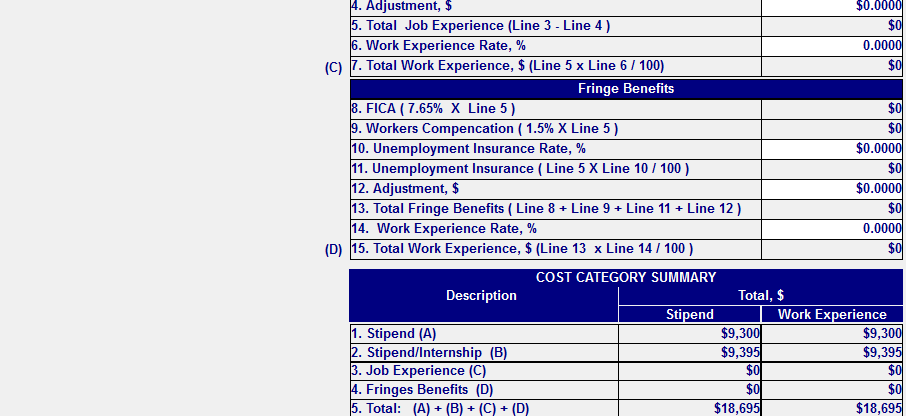 4. Adjustment, $ $0.0000
5. Total Job Experience (Line 3 - Line 4 ) $0
6. Work Experience Rate, % 0.0000
(C) 7. Total Work Experience, $ (Line 5 x Line 6 / 100) $0
Fringe Benefits
8. FICA ( 7.65% X Line 5 ) $0
9. Workers Compencation ( 1.5% X Line 5 ) $0
10. Unemployment Insurance Rate, % $0.0000
11. Unemployment Insurance ( Line 5 X Line 10 / 100 ) $0
12. Adjustment, $ $0.0000
13. Total Fringe Benefits ( Line 8 + Line 9 + Line 11 + Line 12 ) $0
14. Work Experience Rate, % 0.0000
(D) 15. Total Work Experience, $ (Line 13 x Line 14 / 100 ) $0
COST CATEGORY SUMMARY
Description Total, $
Stipend Work Experience
1. Stipend (A) $9,300 $9,300
2. Stipend/Internship (B) $9,395 $9,395
3. Job Experience (C) $0 $0
4. Fringes Benefits (D) $0 $0
5. Total: (A) + (B) + (C) + (D) $18,695 $18,695